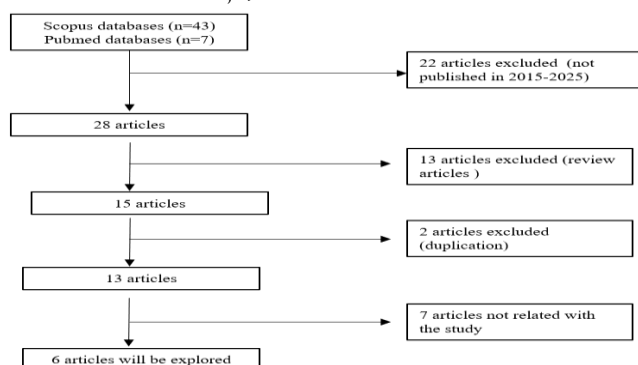 Scopus databases (n=43)
Pubmed databases (n=7)
22 articles excluded (not
published in 2015-2025)
28 articles
13 articles excluded (review
articles )
15 articles
2 articles excluded
(duplication)
13 articles
7 articles not related with
the study
6 articles will be explored